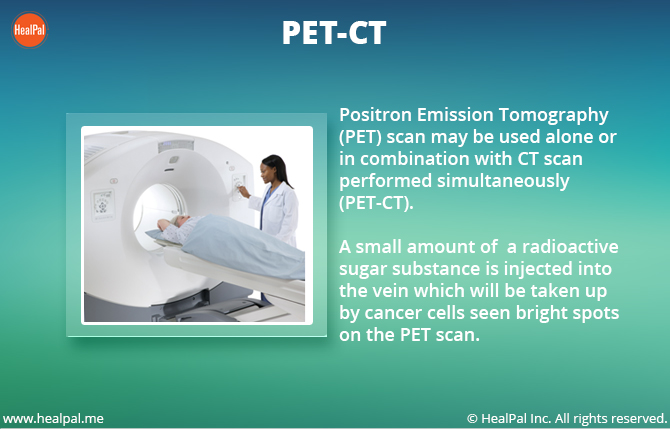 HealPal
PET-CT
Positron Emission Tomography
(PET) scan may be used alone or
in combination with CT scan
performed simultaneously
(PET-CT).
A small amount of  a radioactive
sugar substance is injected into
the vein which will be taken up
by cancer cells seen bright spots
on the PET scan.
www.healpal.me
© HealPal Inc. All rights reserved.